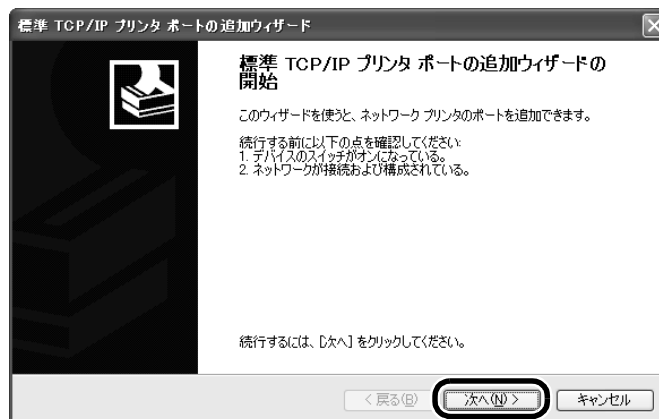 標準 TCP/IP プリンタ ポートの追加ウィザード
標準 TCP/IP プリンタ ポートの追加ウィザードの
開始
このウィザードを使うと、ネットワーク プリンタのポートを追加できます。
続行する前に以下の点を確認してください:
1. デバイスのスイッチがオンになっている。
2. ネットワークが接続および構成されている。
続行するには、[次へ] をクリックしてください。
< 戻る(B) 次へ(N) > キャンセル